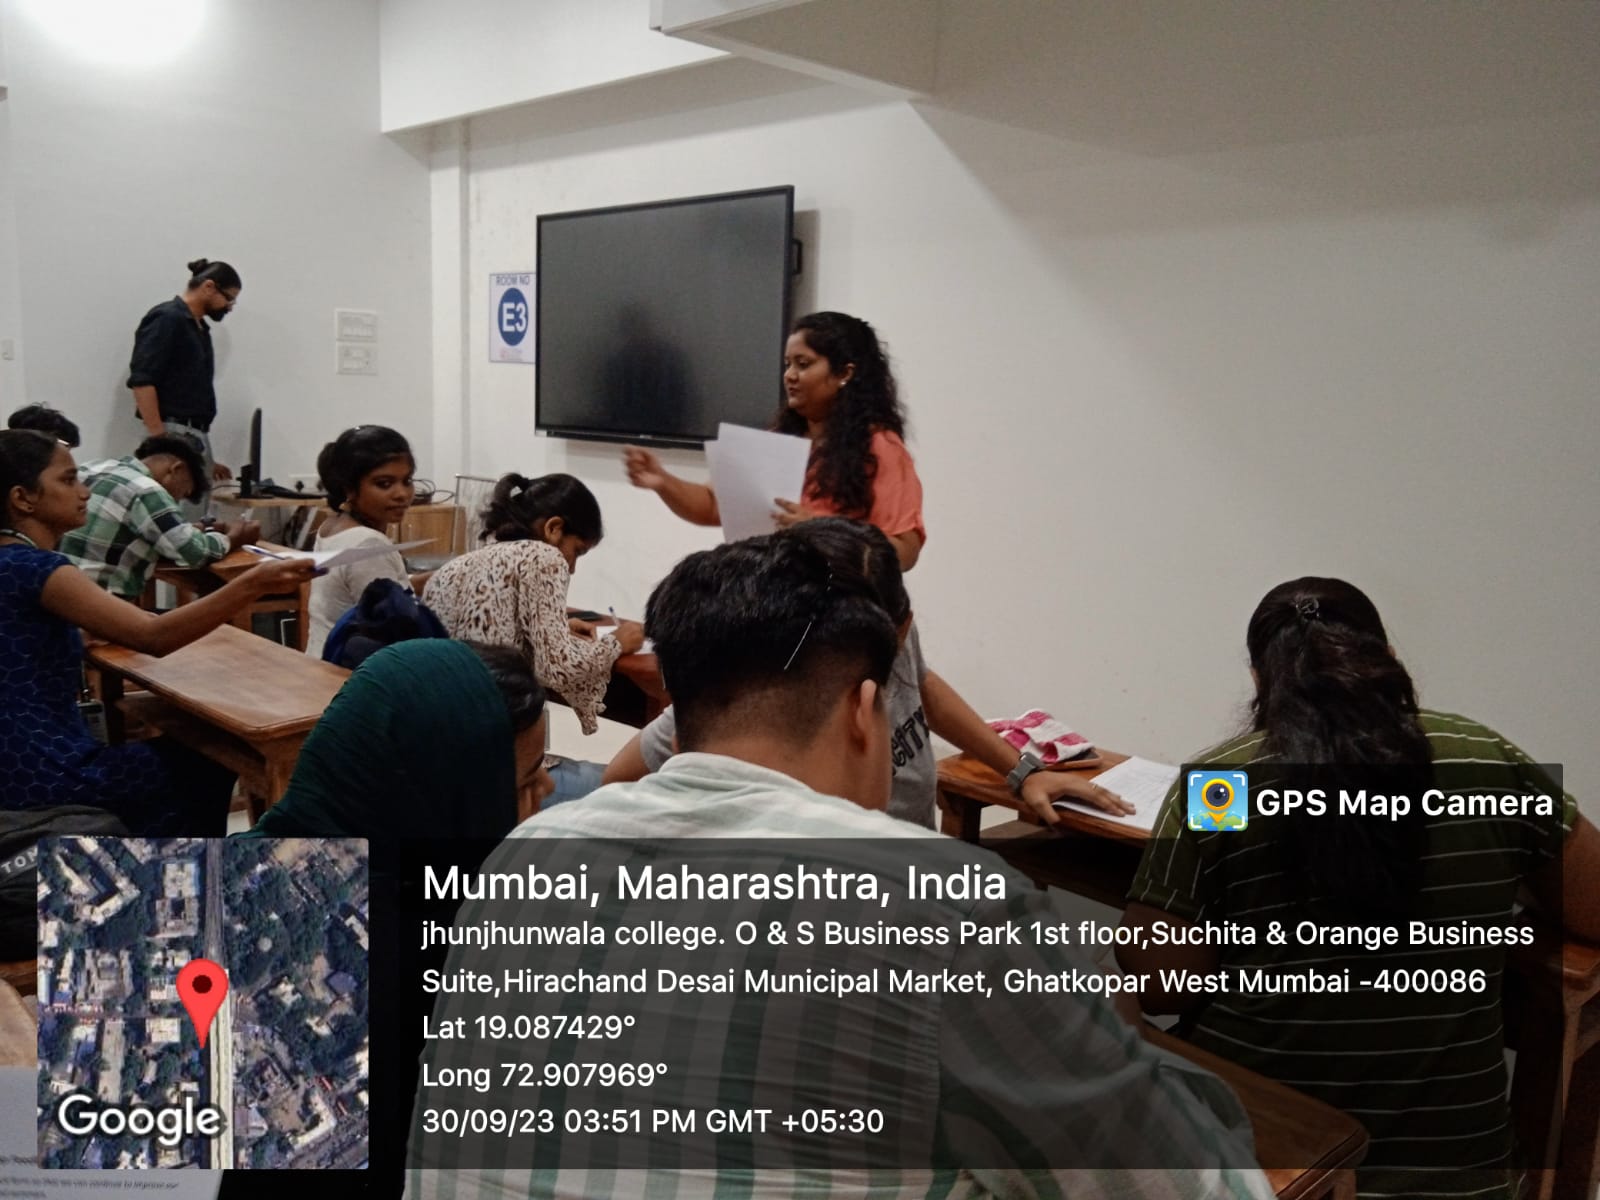 ROOM NO
E3
GPS Map Camera
Mumbai, Maharashtra, India
jhunjhunwala college. O & S Business Park 1st floor,Suchita & Orange Business
Suite,Hirachand Desai Municipal Market, Ghatkopar West Mumbai -400086
Lat 19.087429°
Long 72.907969°
30/09/23 03:51 PM GMT +05:30
Google